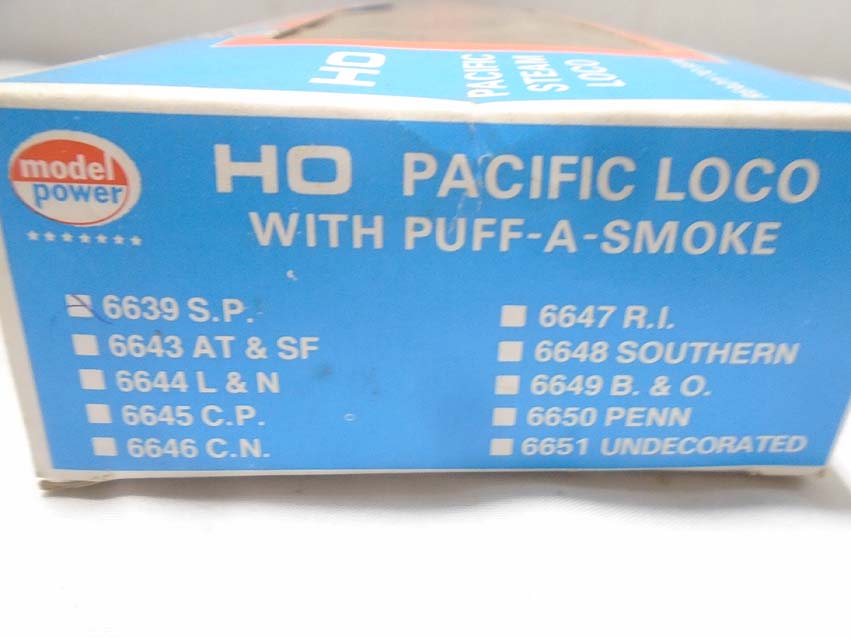 HO
PACIFIC
STEAM
LOCO
model
power
HO PACIFIC LOCO
WITH PUFF-A-SMOKE
6639 S.P.
6643 AT & SF
6644 L & N
6645 C.P.
6646 C.N.
6647 R.I.
6648 SOUTHERN
6649 B. & O.
6650 PENN
6651 UNDECORATED